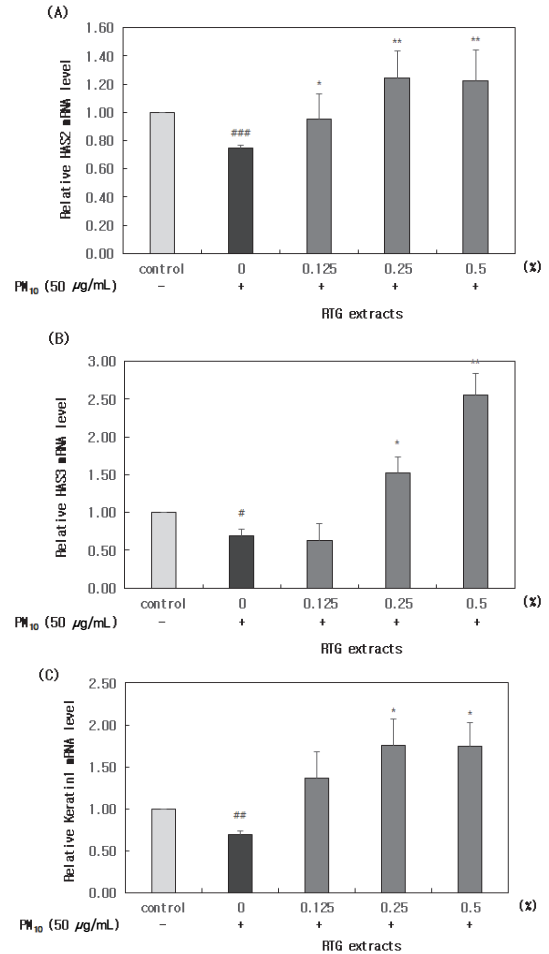 (A)
Relative HAS2 mRNA level
1.60
1.40
1.20
1.00
0.80
0.60
0.40
0.20
0.00
###
*
**
**
control 0 0.125 0.25 0.5 (%)
PM₁₀ (50 µg/mL) − + + + +
RTG extracts
(B)
Relative HAS3 mRNA level
3.00
2.50
2.00
1.50
1.00
0.50
0.00
#
*
**
control 0 0.125 0.25 0.5 (%)
PM₁₀ (50 µg/mL) − + + + +
RTG extracts
(C)
Relative Keratin1 mRNA level
2.50
2.00
1.50
1.00
0.50
0.00
##
*
*
control 0 0.125 0.25 0.5 (%)
PM₁₀ (50 µg/mL) − + + + +
RTG extracts